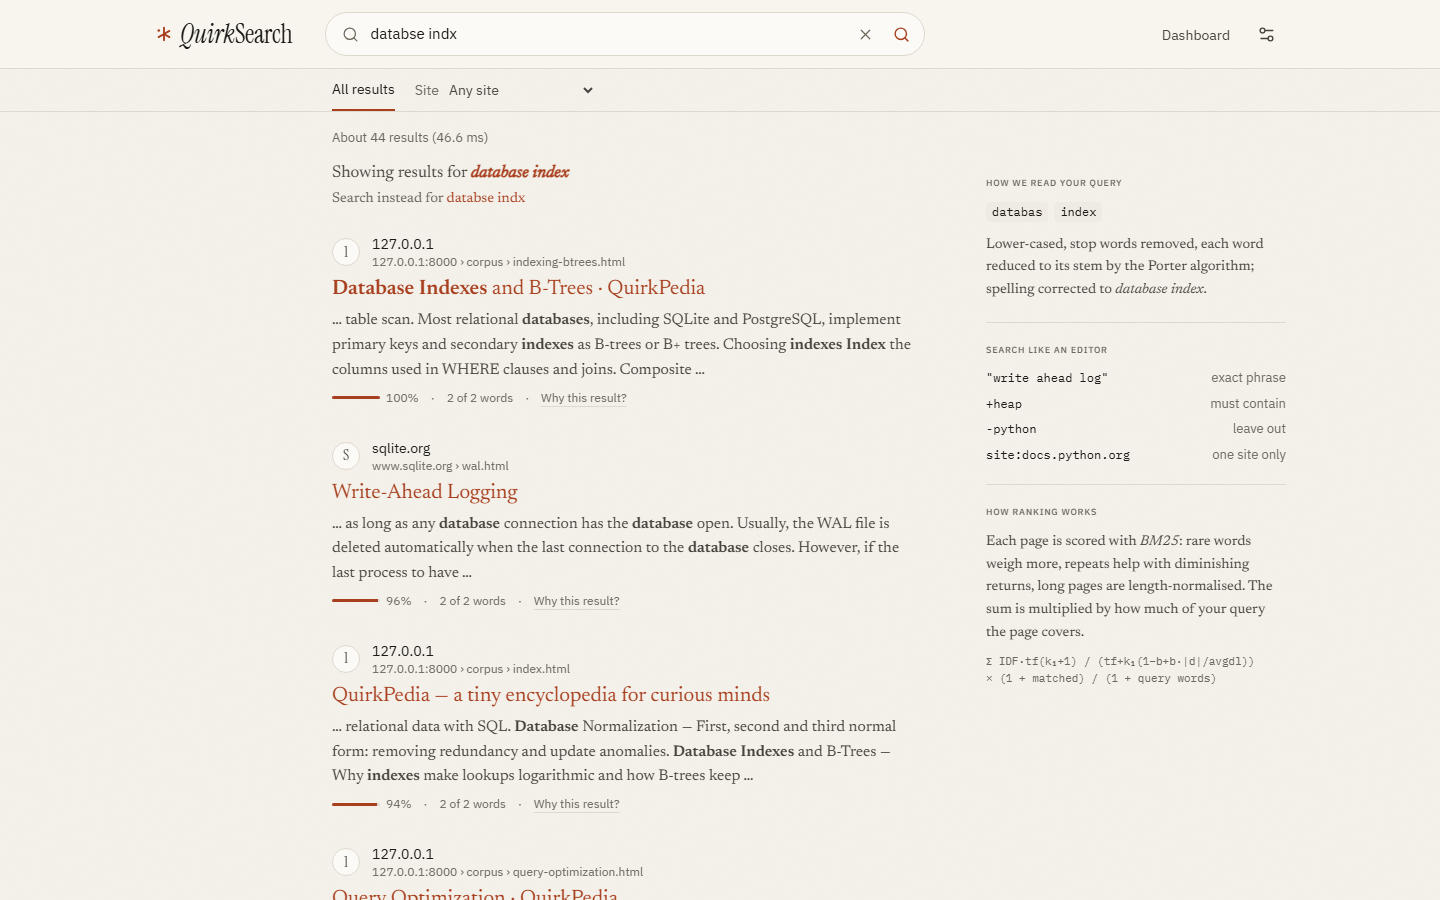 QuirkSearch
databse indx
Dashboard
All results
Site
Any site
About 44 results (46.6 ms)
Showing results for database index
Search instead for databse indx
1
127.0.0.1
127.0.0.1:8000 › corpus › indexing-btrees.html
Database Indexes and B-Trees · QuirkPedia
... table scan. Most relational databases, including SQLite and PostgreSQL, implement
primary keys and secondary indexes as B-trees or B+ trees. Choosing indexes Index the
columns used in WHERE clauses and joins. Composite ...
100% · 2 of 2 words · Why this result?
S
sqlite.org
www.sqlite.org › wal.html
Write-Ahead Logging
... as long as any database connection has the database open. Usually, the WAL file is
deleted automatically when the last connection to the database closes. However, if the
last process to have ...
96% · 2 of 2 words · Why this result?
1
127.0.0.1
127.0.0.1:8000 › corpus › index.html
QuirkPedia — a tiny encyclopedia for curious minds
... relational data with SQL. Database Normalization — First, second and third normal
form: removing redundancy and update anomalies. Database Indexes and B-Trees —
Why indexes make lookups logarithmic and how B-trees keep ...
94% · 2 of 2 words · Why this result?
1
127.0.0.1
127.0.0.1:8000 › corpus › query-optimization.html
Query Optimization · QuirkPedia
HOW WE READ YOUR QUERY
databas index
Lower-cased, stop words removed, each word
reduced to its stem by the Porter algorithm;
spelling corrected to database index.
SEARCH LIKE AN EDITOR
"write ahead log" exact phrase
+heap must contain
-python leave out
site:docs.python.org one site only
HOW RANKING WORKS
Each page is scored with BM25: rare words
weigh more, repeats help with diminishing
returns, long pages are length-normalised. The
sum is multiplied by how much of your query
the page covers.
Σ IDF·tf(k₁+1) / (tf+k₁(1−b+b·|d|/avgdl))
× (1 + matched) / (1 + query words)